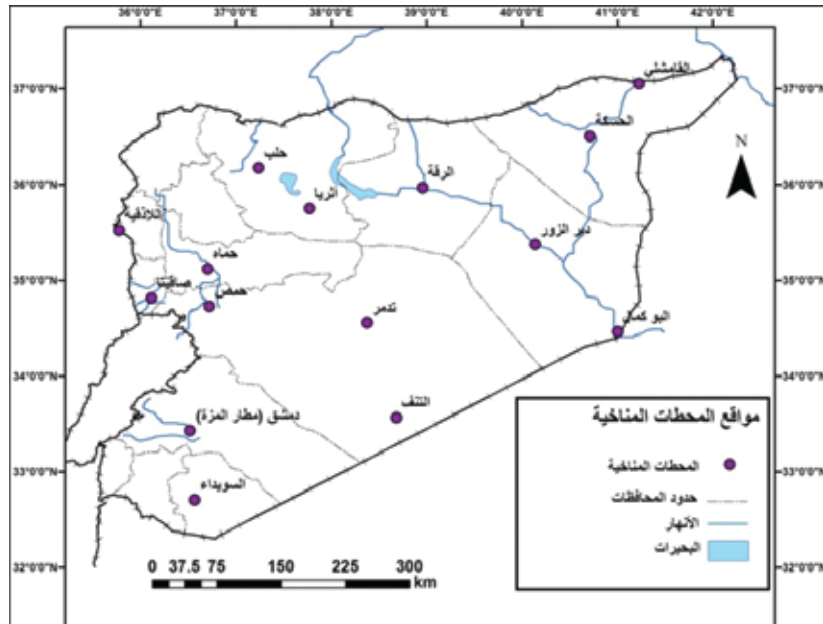 36°0'0"E 37°0'0"E 38°0'0"E 39°0'0"E 40°0'0"E 41°0'0"E 42°0'0"E
37°0'0"N 37°0'0"N
36°0'0"N 36°0'0"N
35°0'0"N 35°0'0"N
34°0'0"N 34°0'0"N
33°0'0"N 33°0'0"N
32°0'0"N 32°0'0"N
القامشلي
الحسكة
N
حلب
الرقة
اثريا
اللاذقية
دير الزور
حماه
صافيتا
حمص
تدمر
البو كمال
التنف
دمشق (مطار المزة)
السويداء
مواقع المحطات المناخية
المحطات المناخية
حدود المحافظات
الأنهار
البحيرات
0 37.5 75 150 225 300
km